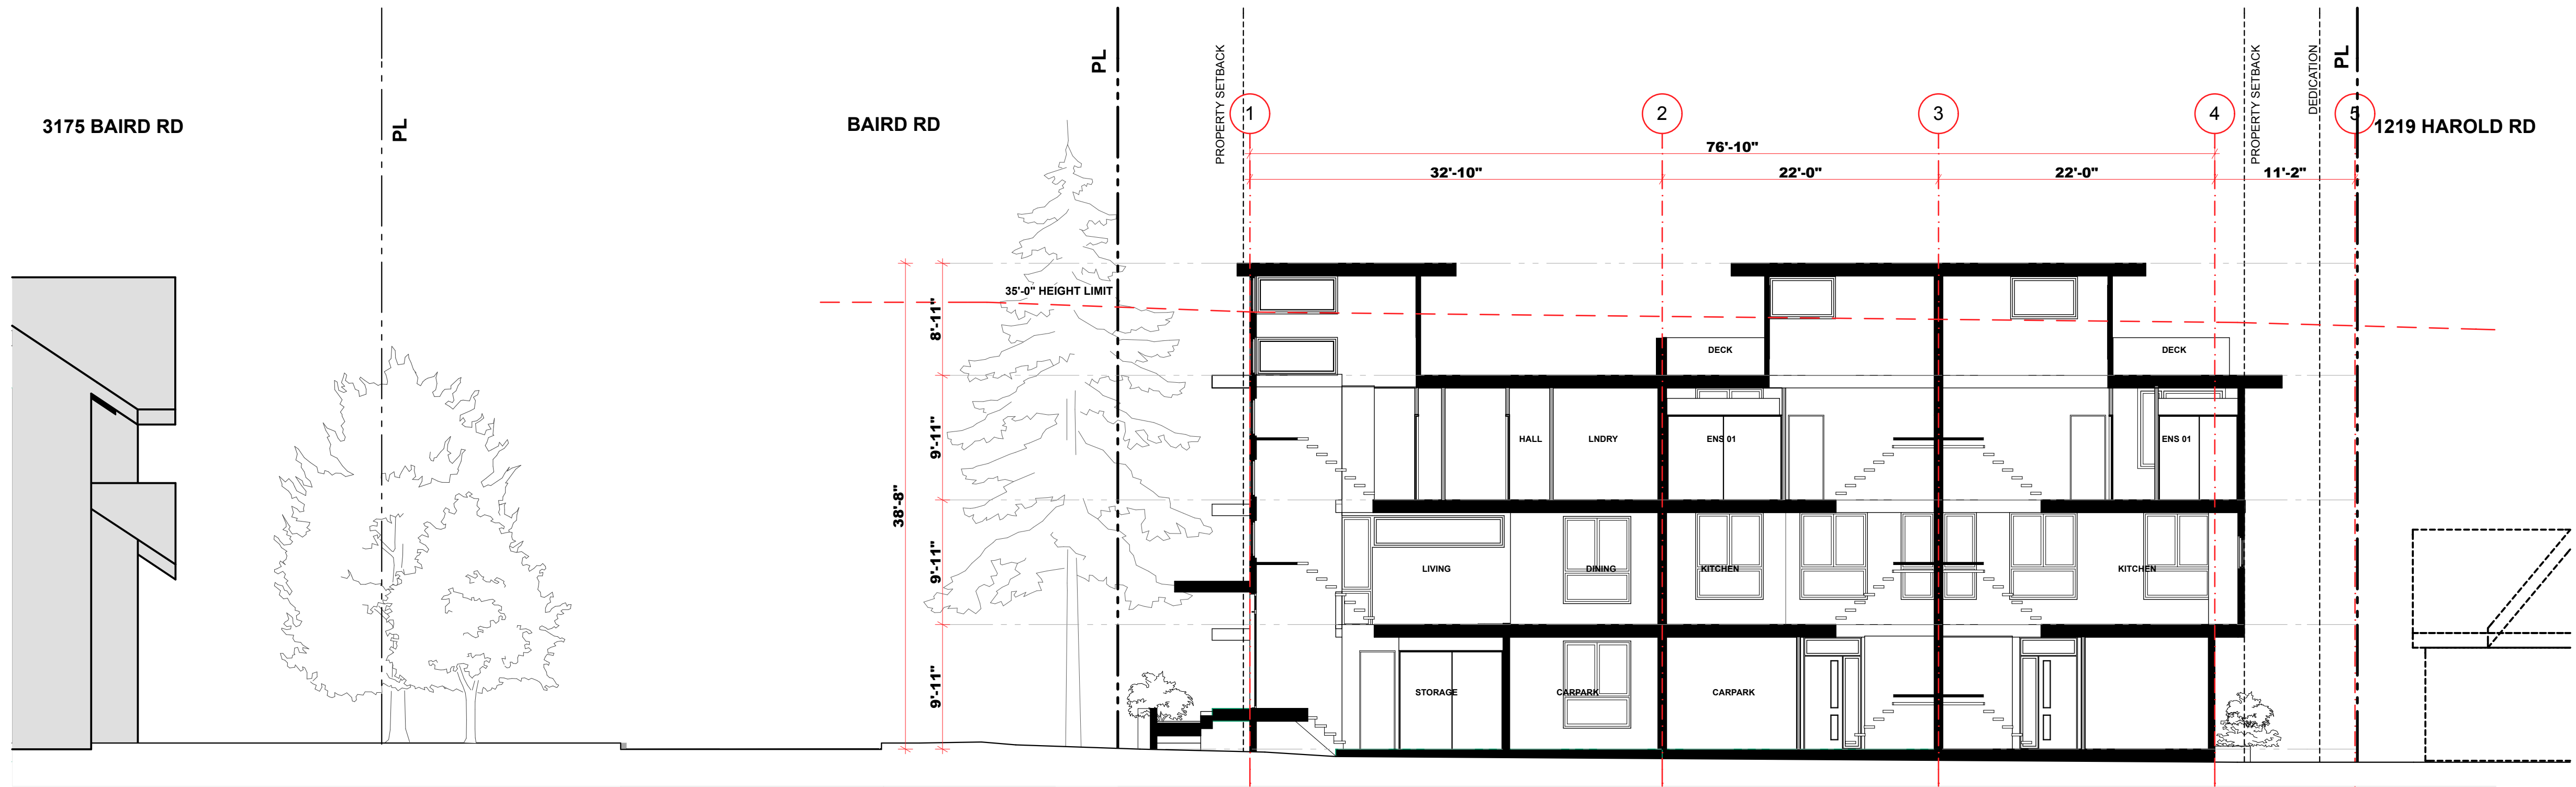 PL
PROPERTY SETBACK
PROPERTY SETBACK
DEDICATION
PL
3175 BAIRD RD
PL
BAIRD RD
1
2
3
4
5
1219 HAROLD RD
76'-10"
32'-10"
22'-0"
22'-0"
11'-2"
35'-0" HEIGHT LIMIT
8'-11"
DECK
DECK
9'-11"
HALL
LNDRY
ENS 01
ENS 01
38'-8"
9'-11"
LIVING
DINING
KITCHEN
KITCHEN
9'-11"
STORAGE
CARPARK
CARPARK